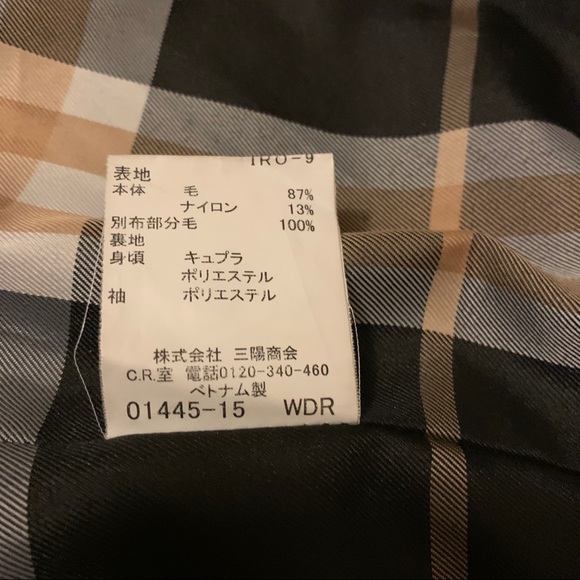 IRO-9
表地
本体 毛 87%
ナイロン 13%
別布部分毛 100%
裏地
身頃 キュプラ
ポリエステル
袖 ポリエステル
株式会社 三陽商会
C.R.室 電話0120-340-460
ベトナム製
01445-15 WDR